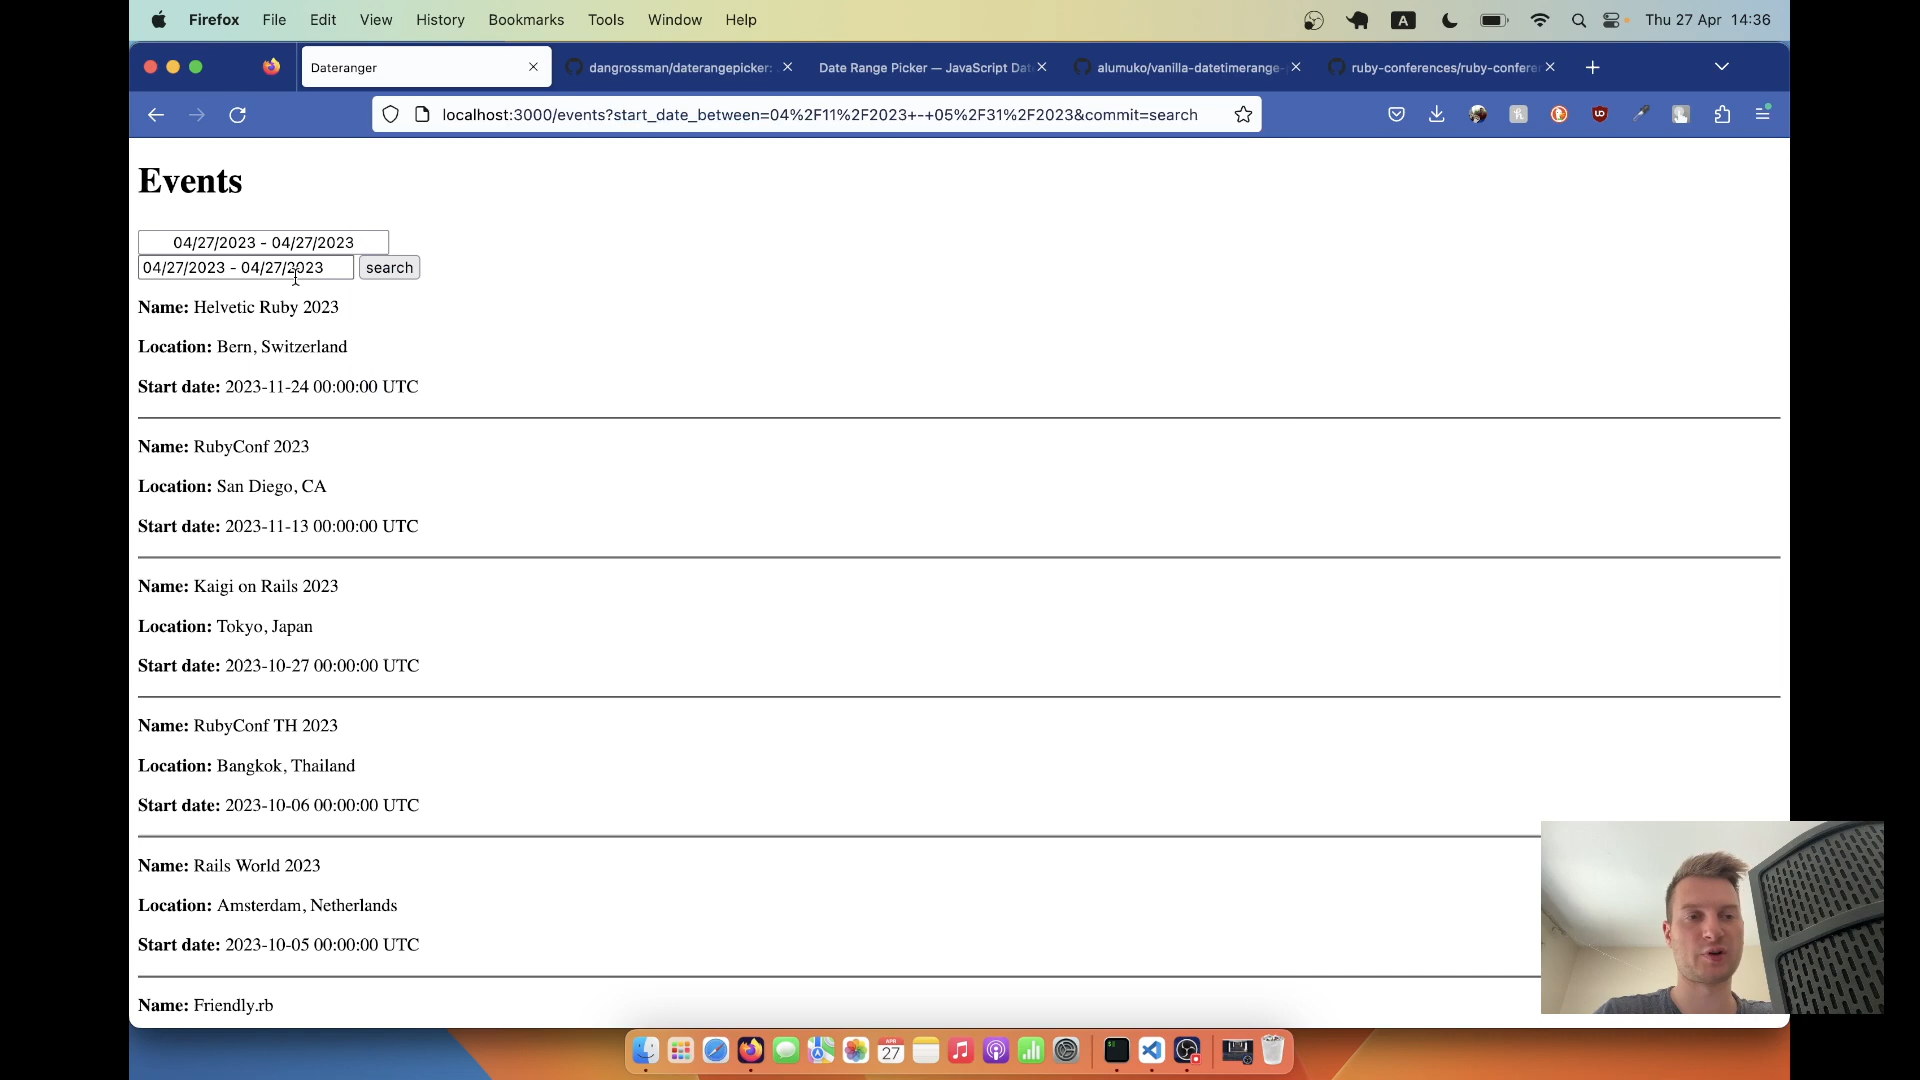 Firefox File Edit View History Bookmarks Tools Window Help A Thu 27 Apr 14:36
Dateranger dangrossman/daterangepicker: Date Range Picker — JavaScript Dat alumuko/vanilla-datetimerange- ruby-conferences/ruby-confere
localhost:3000/events?start_date_between=04%2F11%2F2023+-+05%2F31%2F2023&commit=search
Events
04/27/2023 - 04/27/2023
04/27/2023 - 04/27/2023 search
Name: Helvetic Ruby 2023
Location: Bern, Switzerland
Start date: 2023-11-24 00:00:00 UTC
Name: RubyConf 2023
Location: San Diego, CA
Start date: 2023-11-13 00:00:00 UTC
Name: Kaigi on Rails 2023
Location: Tokyo, Japan
Start date: 2023-10-27 00:00:00 UTC
Name: RubyConf TH 2023
Location: Bangkok, Thailand
Start date: 2023-10-06 00:00:00 UTC
Name: Rails World 2023
Location: Amsterdam, Netherlands
Start date: 2023-10-05 00:00:00 UTC
Name: Friendly.rb
APR
27